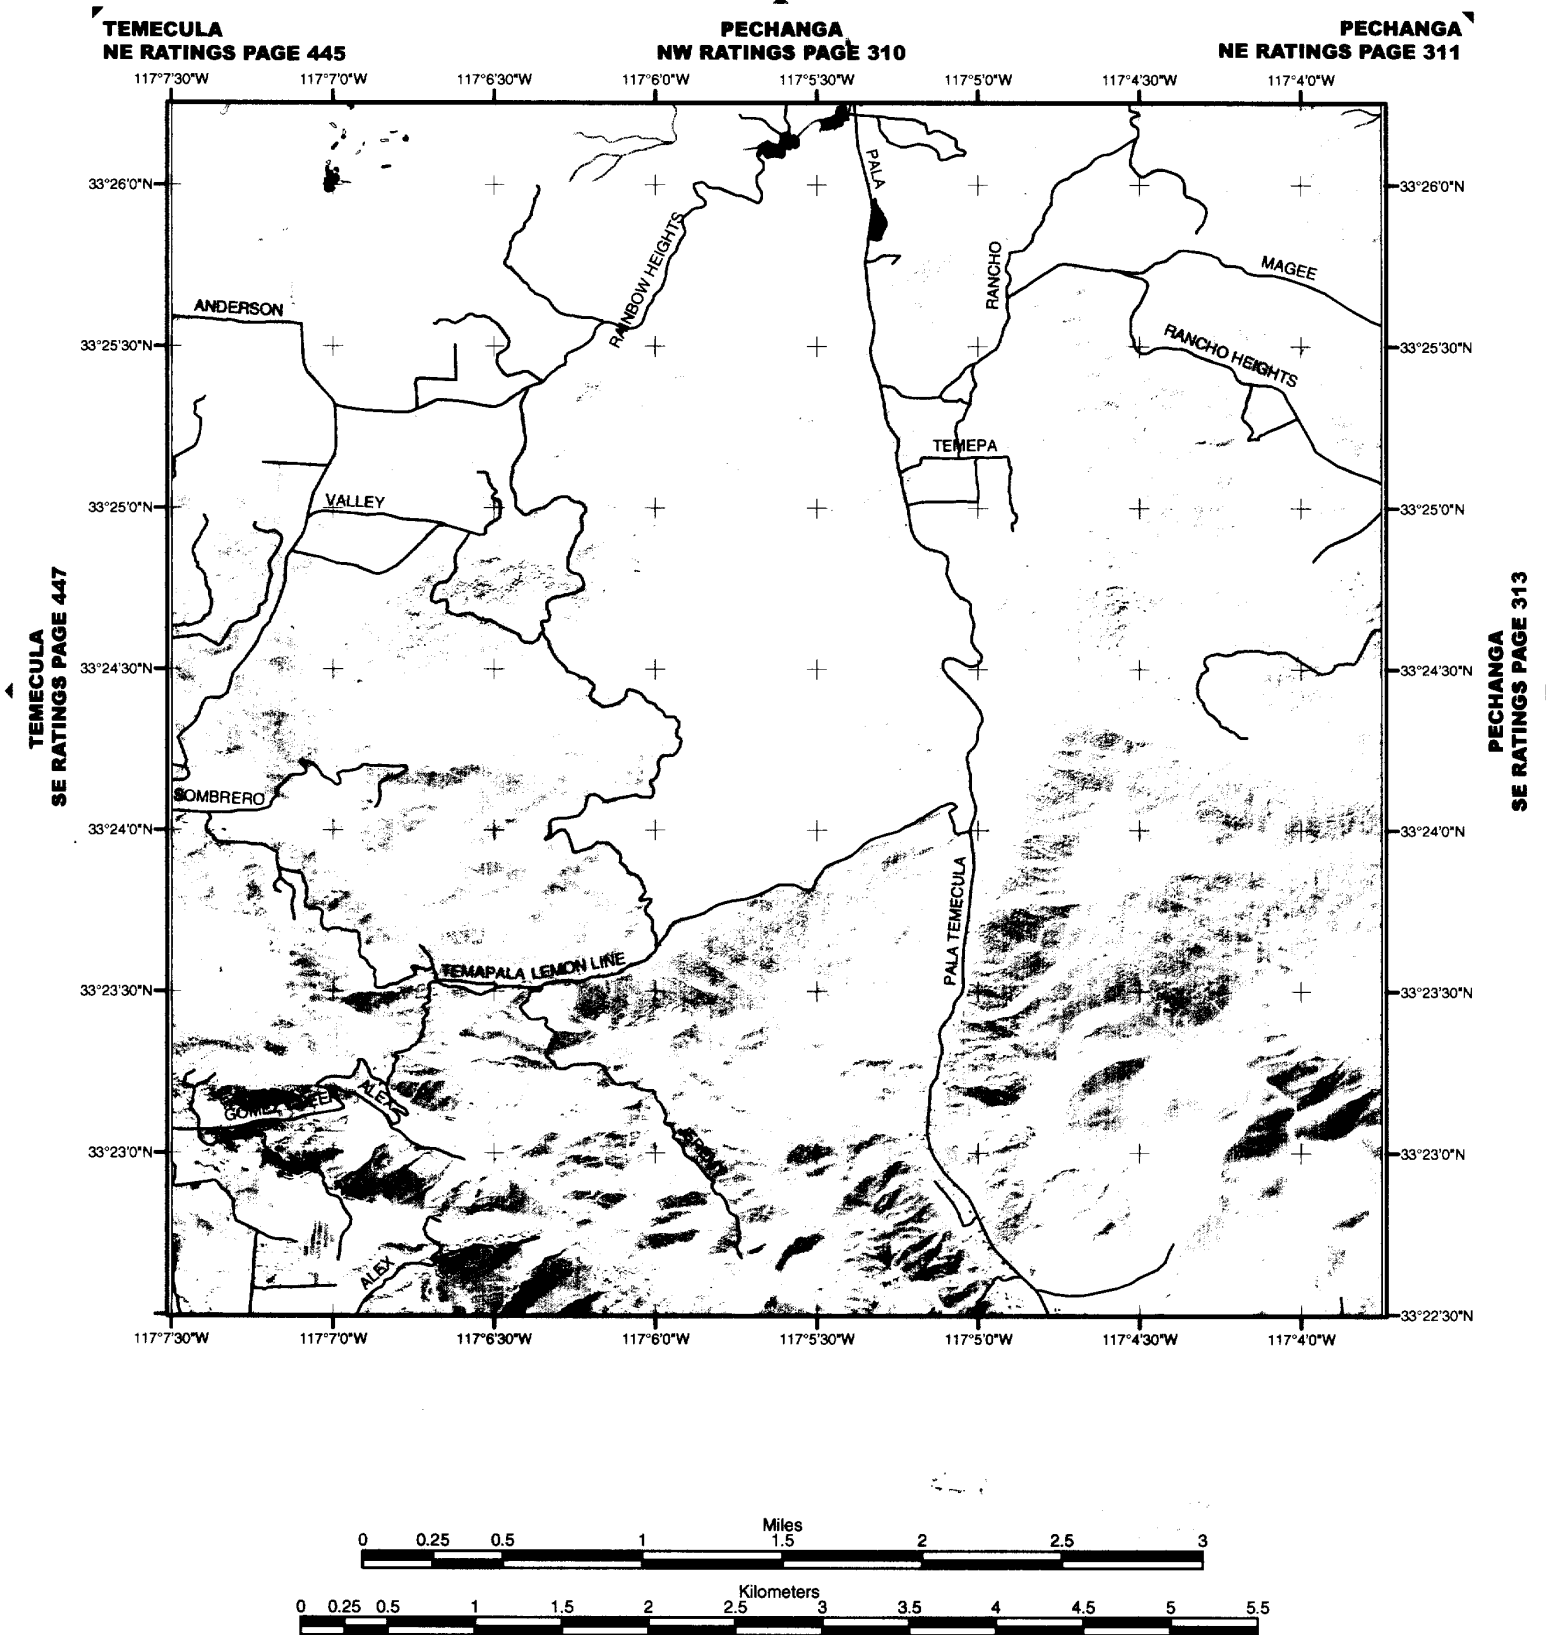 TEMECULA
NE RATINGS PAGE 445
PECHANGA
NW RATINGS PAGE 310
PECHANGA
NE RATINGS PAGE 311
117°7'30"W 117°7'0"W 117°6'30"W 117°6'0"W 117°5'30"W 117°5'0"W 117°4'30"W 117°4'0"W
PALA
33°26'0"N 33°26'0"N
RAINBOW HEIGHTS
RANCHO
MAGEE
ANDERSON
33°25'30"N 33°25'30"N
RANCHO HEIGHTS
TEMEPA
VALLEY
33°25'0"N 33°25'0"N
TEMECULA
SE RATINGS PAGE 447
PECHANGA
SE RATINGS PAGE 313
33°24'30"N 33°24'30"N
SOMBRERO
33°24'0"N 33°24'0"N
PALA TEMECULA
TEMAPALA LEMON LINE
33°23'30"N 33°23'30"N
ALEX
GOMEZ CREEK
33°23'0"N 33°23'0"N
ALEX
33°22'30"N
117°7'30"W 117°7'0"W 117°6'30"W 117°6'0"W 117°5'30"W 117°5'0"W 117°4'30"W 117°4'0"W
Miles
0 0.25 0.5 1 1.5 2 2.5 3
Kilometers
0 0.25 0.5 1 1.5 2 2.5 3 3.5 4 4.5 5 5.5